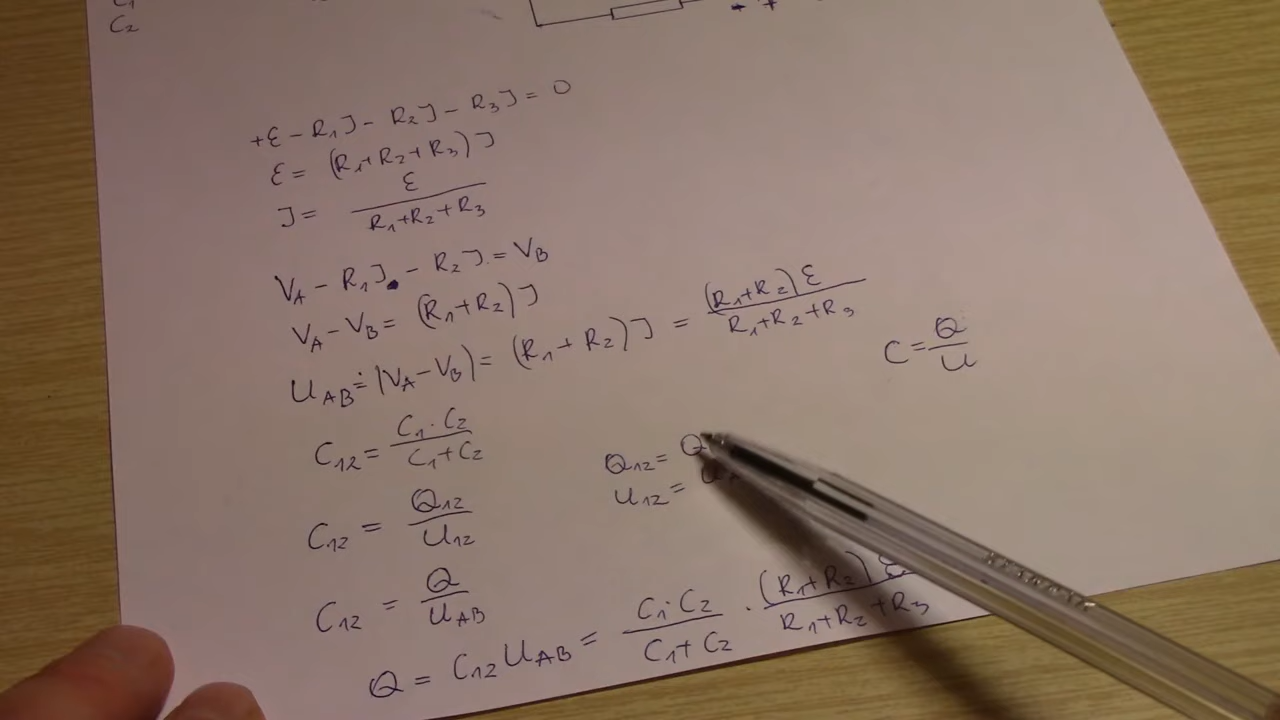 C₂
+ε − R₁J − R₂J − R₃J = 0
ε = (R₁+R₂+R₃)J
J = ε / (R₁+R₂+R₃)
V_A − R₁J − R₂J = V_B
V_A − V_B = (R₁+R₂)J
U_AB = |V_A−V_B| = (R₁+R₂)J = (R₁+R₂)ε / (R₁+R₂+R₃)
C = Q / U
C₁₂ = C₁·C₂ / (C₁+C₂)
Q₁₂ = Q
U₁₂ =
C₁₂ = Q₁₂ / U₁₂
C₁₂ = Q / U_AB
Q = C₁₂ U_AB = C₁·C₂ / (C₁+C₂) · (R₁+R₂)ε / (R₁+R₂+R₃)